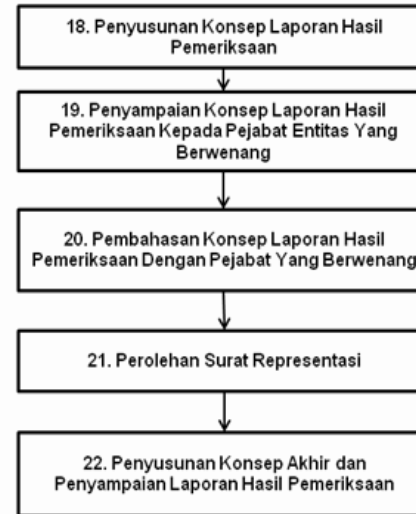 18. Penyusunan Konsep Laporan Hasil
Pemeriksaan
19. Penyampaian Konsep Laporan Hasil
Pemeriksaan Kepada Pejabat Entitas Yang
Berwenang
20. Pembahasan Konsep Laporan Hasil
Pemeriksaan Dengan Pejabat Yang Berwenang
21. Perolehan Surat Representasi
22. Penyusunan Konsep Akhir dan
Penyampaian Laporan Hasil Pemeriksaan